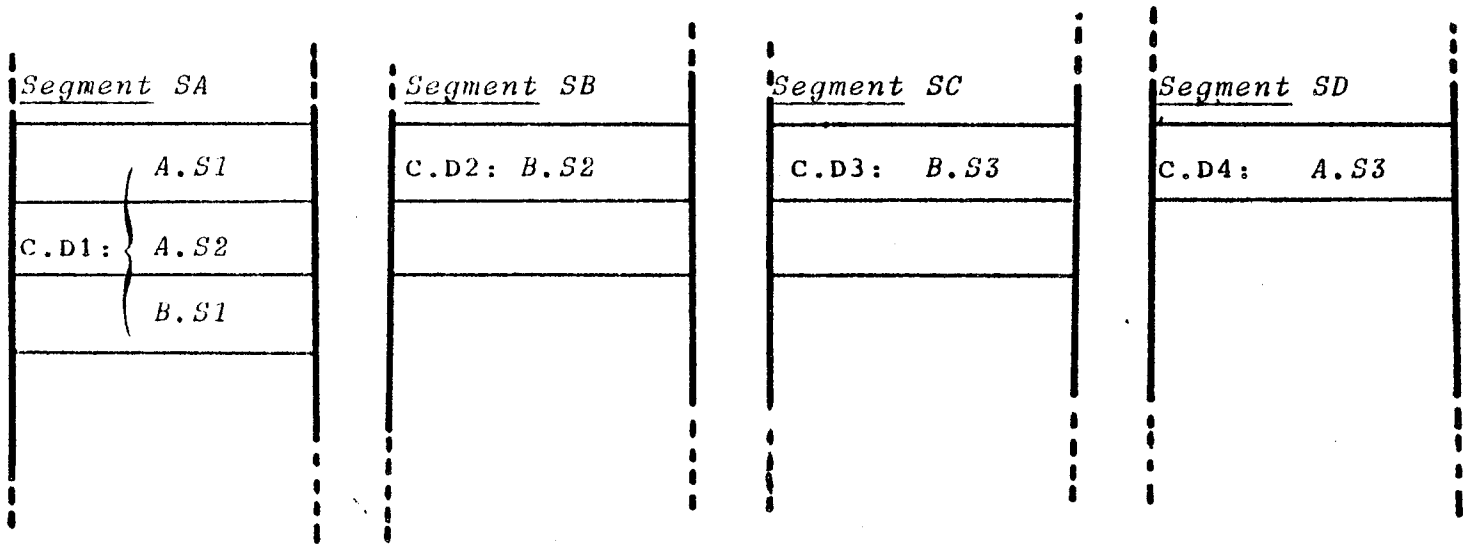 Segment SA
A.S1
C.D1: A.S2
B.S1
Segment SB
C.D2: B.S2
Segment SC
C.D3: B.S3
Segment SD
C.D4: A.S3